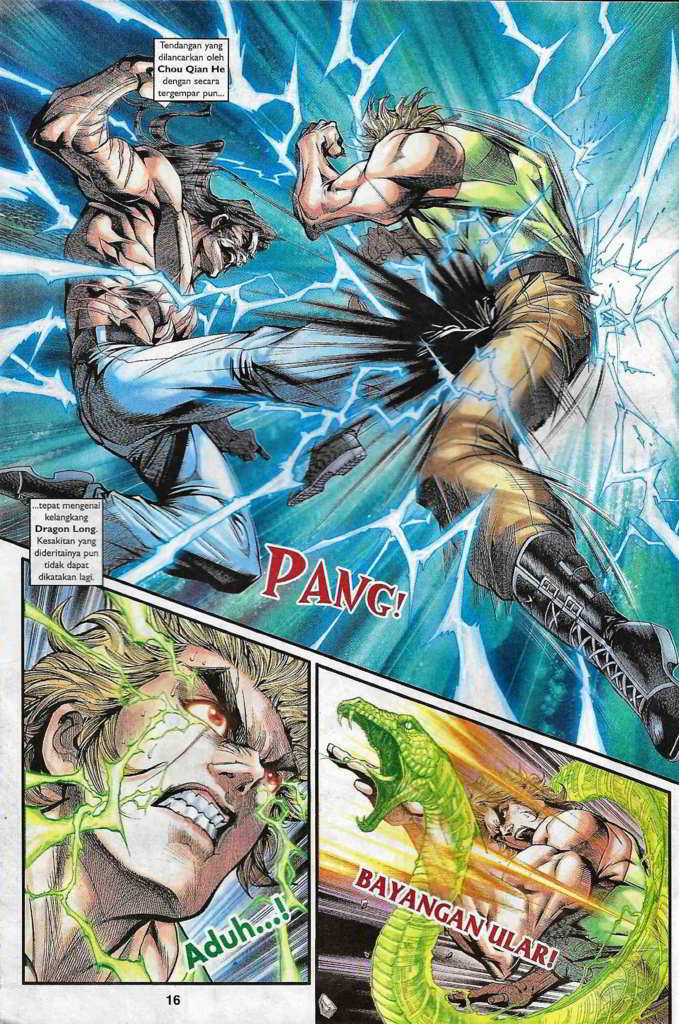 Tendangan yang
dilancarkan oleh
Chou Qian He
dengan secara
tergempar pun...
...tepat mengenai
kelangkang
Dragon Long.
Kesakitan yang
dideritainya pun
tidak dapat
dikatakan lagi.
PANG!
Aduh...!
BAYANGAN ULAR!
16